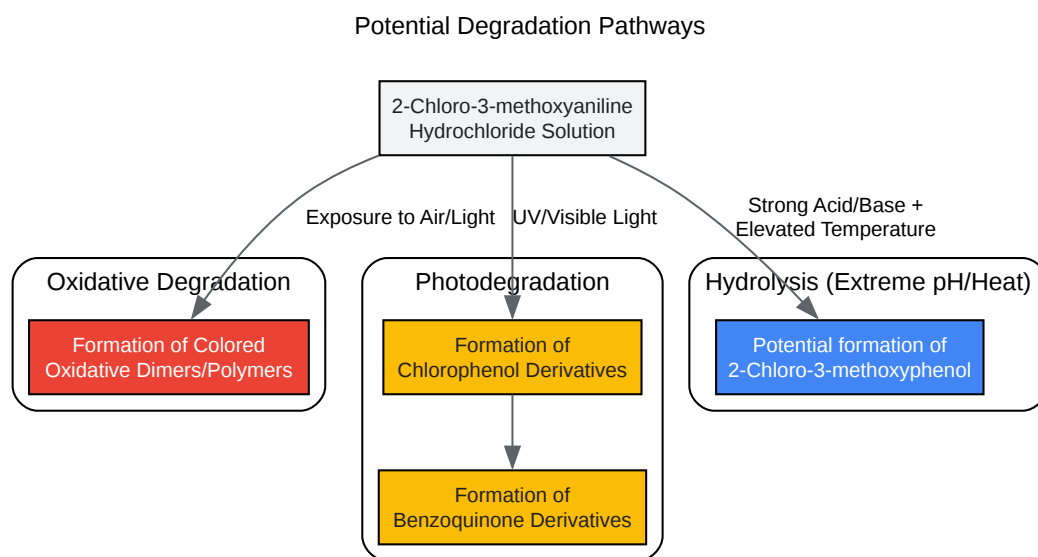 Potential Degradation Pathways
2-Chloro-3-methoxyaniline
Hydrochloride Solution
Exposure to Air/Light
UV/Visible Light
Strong Acid/Base +
Elevated Temperature
Oxidative Degradation
Formation of Colored
Oxidative Dimers/Polymers
Photodegradation
Formation of
Chlorophenol Derivatives
Formation of
Benzoquinone Derivatives
Hydrolysis (Extreme pH/Heat)
Potential formation of
2-Chloro-3-methoxyphenol